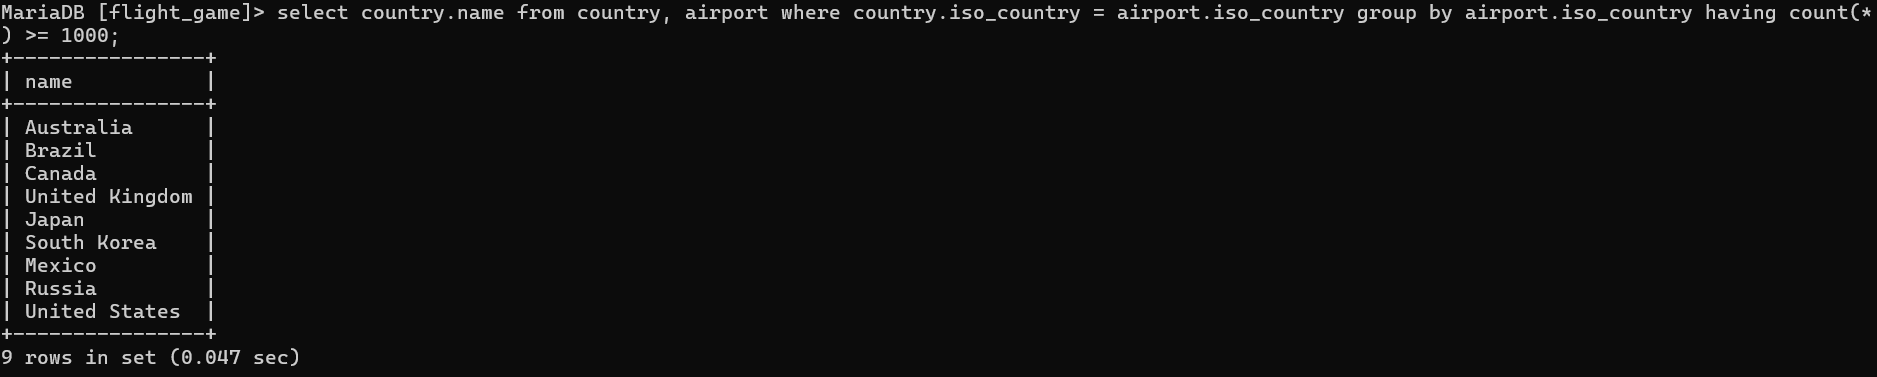 MariaDB [flight_game]> select country.name from country, airport where country.iso_country = airport.iso_country group by airport.iso_country having count(*
) >= 1000;
+----------------+
| name           |
+----------------+
| Australia      |
| Brazil         |
| Canada         |
| United Kingdom |
| Japan          |
| South Korea    |
| Mexico         |
| Russia         |
| United States  |
+----------------+
9 rows in set (0.047 sec)